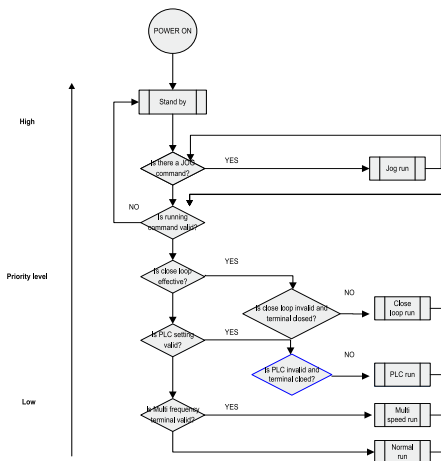 POWER ON
High
Stand by
Is there a JOG
command?
YES
Jog run
NO
Is running
command valid?
Priority level
Is close loop
effective?
YES
Is close loop invalid and
terminal closed?
NO
Close
loop run
Is PLC setting
valid?
YES
Is PLC invalid and
terminal cloed?
NO
PLC run
Low
Is Multi frequency
terminal valid?
YES
Multi
speed run
Normal
run